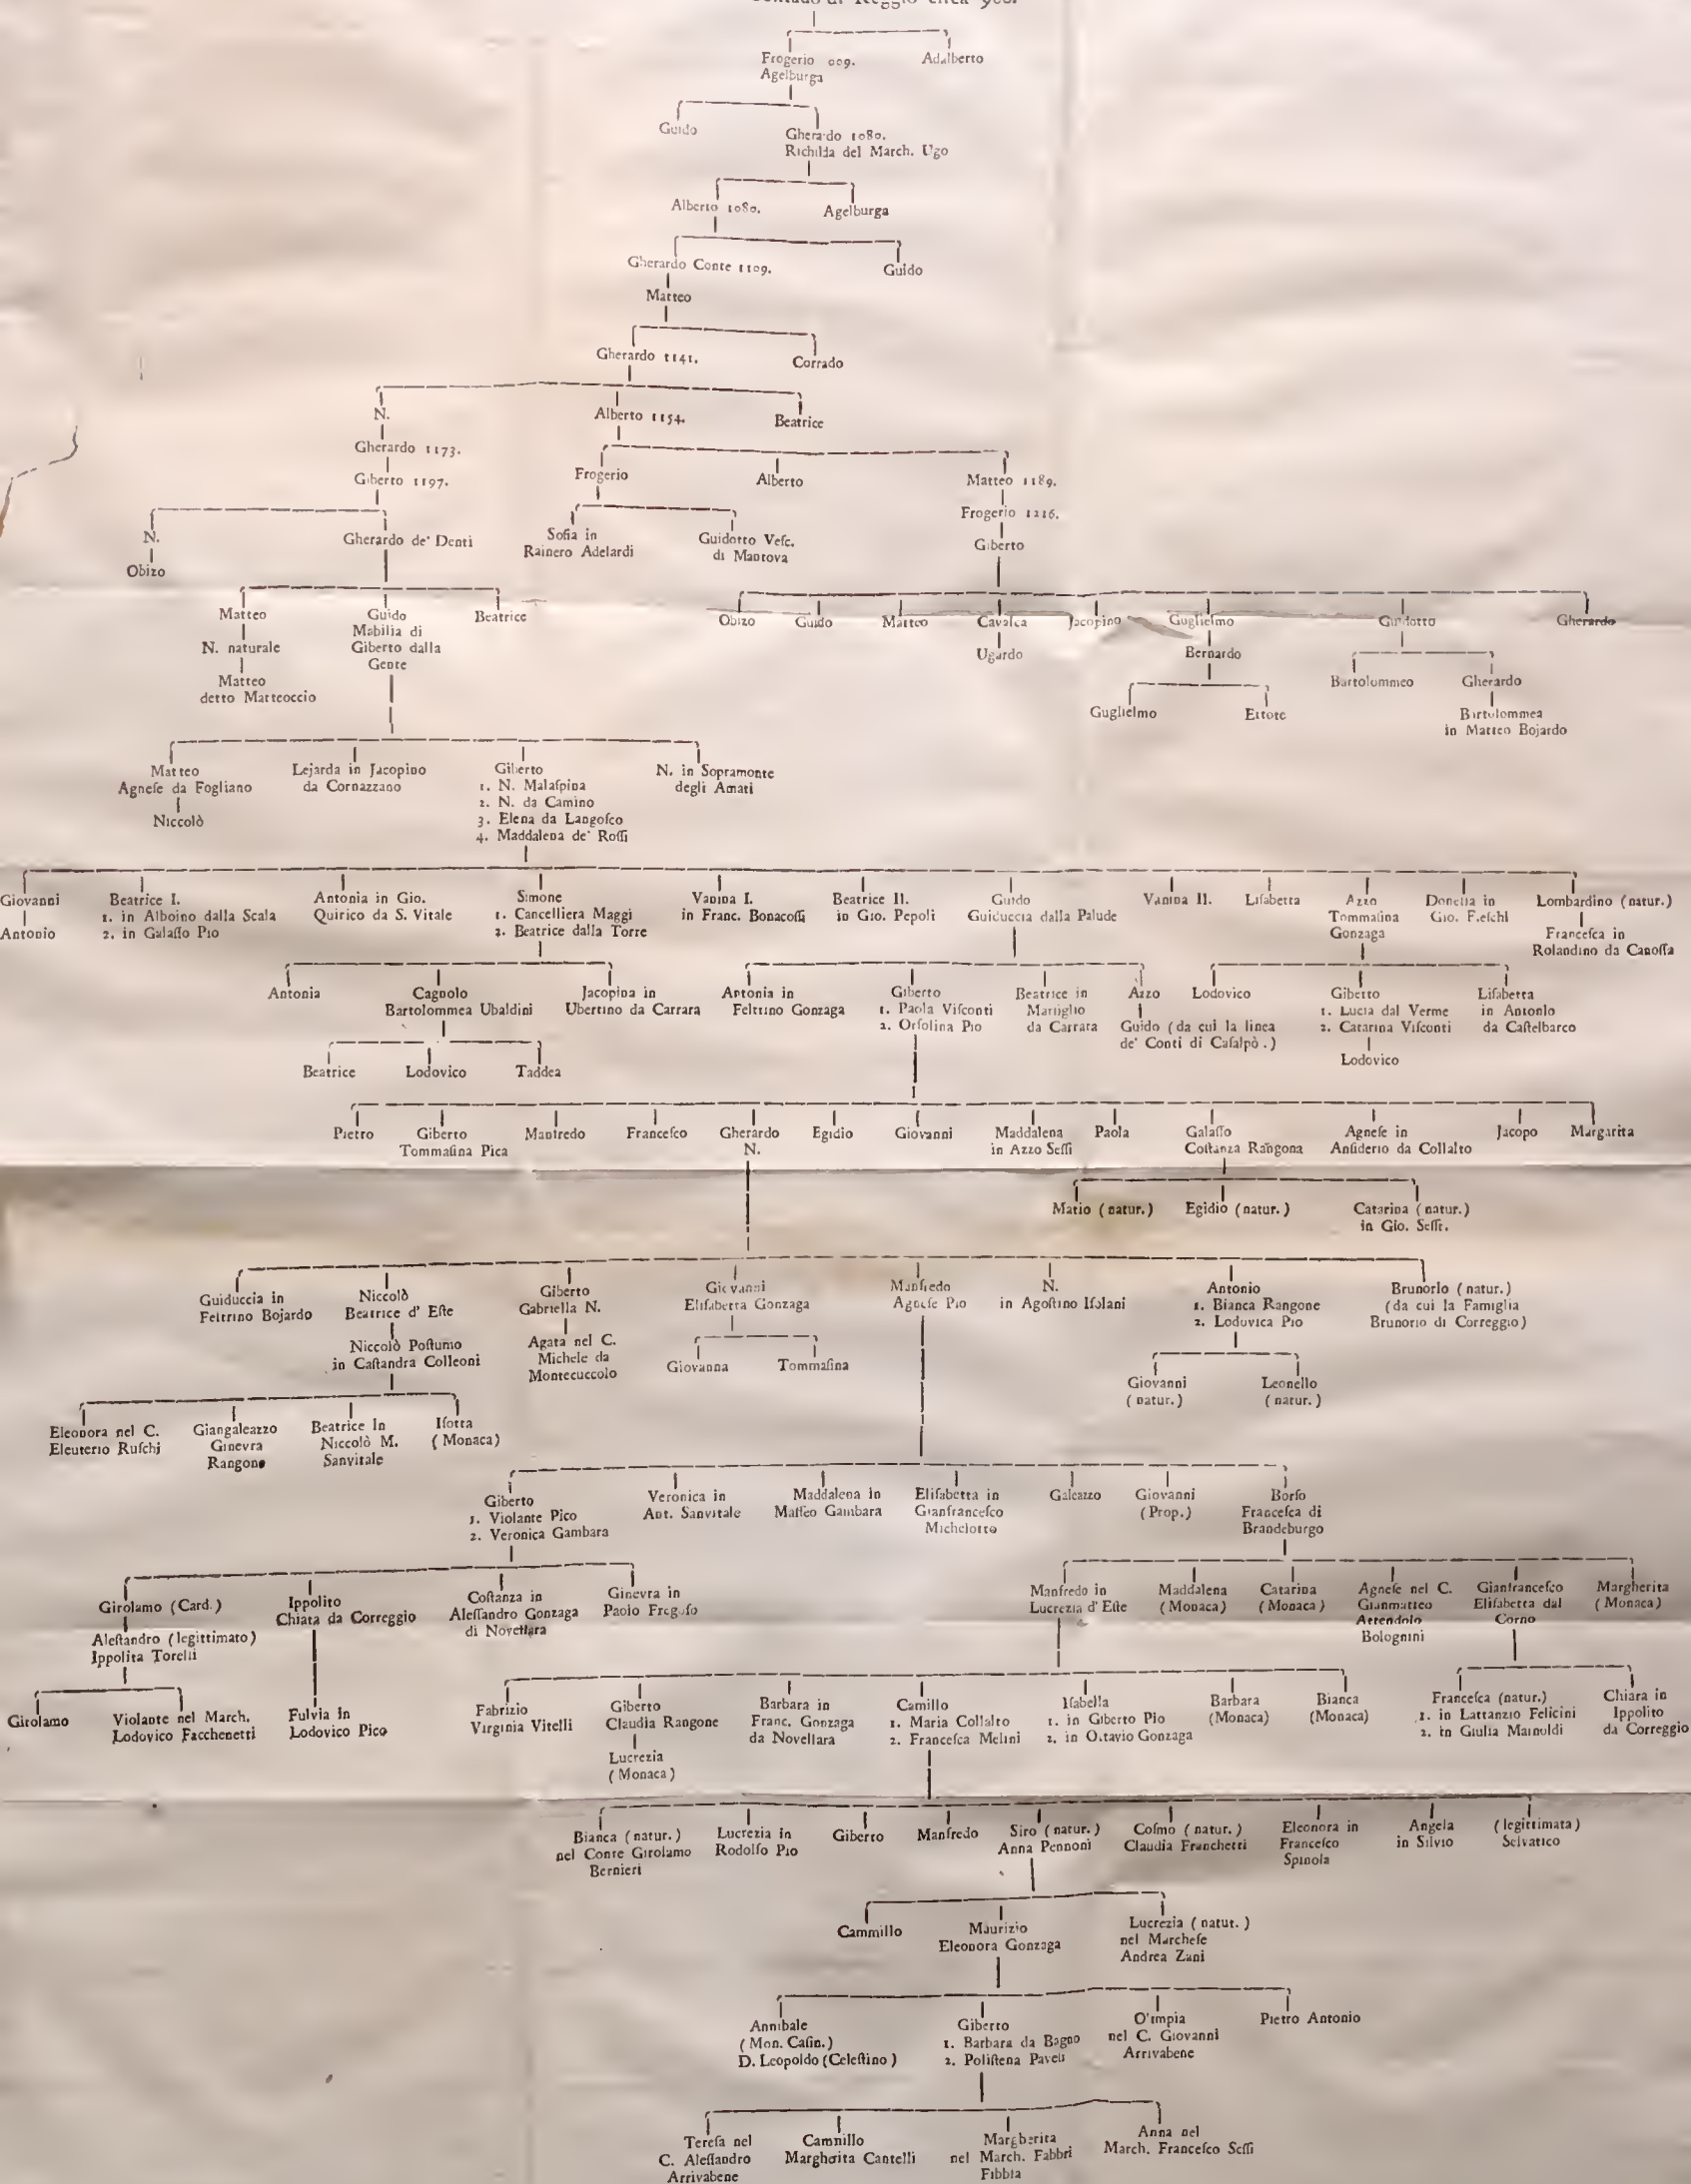 Contado di Reggio circa 900.
Frogerio 009. Adalberto
Agelburga
Guido
Gherardo 1080.
Richilda del March. Ugo
Alberto 1080. Agelburga
Gherardo Conte 1109. Guido
Matteo
Gherardo 1141. Corrado
N. Alberto 1154. Beatrice
Gherardo 1173.
Giberto 1197. Frogerio Alberto Matteo 1189.
Frogerio 1216.
N. Gherardo de' Denti
Sofia in
Rainero Adelardi
Guidotto Veſc.
di Mantova
Giberto
Obizo
Matteo
N. naturale
Matteo
detto Matteoccio
Guido
Mabilia di
Giberto dalla
Gente
Beatrice
Obizo Guido Matteo Cavalca Jacopino Guglielmo Guidotto Gherardo
Ugardo Bernardo
Bartolommeo Gherardo
Guglielmo Ettore
Bartolommea
in Matteo Bojardo
Matteo
Agneſe da Fogliano
Niccolò
Lejarda in Jacopino
da Cornazzano
Giberto
1. N. Malaſpina
2. N. da Camino
3. Elena da Langoſco
4. Maddalena de' Roſſi
N. in Sopramonte
degli Amati
Giovanni
Antonio
Beatrice I.
1. in Alboino dalla Scala
2. in Galaſſo Pio
Antonia in Gio.
Quirico da S. Vitale
Simone
1. Cancelliera Maggi
2. Beatrice dalla Torre
Vanina I.
in Franc. Bonacoſſi
Beatrice II.
in Gio. Pepoli
Guido
Guiduccia dalla Palude
Vanina II.
Liſabetta
Azzo
Tommaſina
Gonzaga
Donella in
Gio. Fieſchi
Lombardino (natur.)
Franceſca in
Rolandino da Canoſſa
Antonia
Cagnolo
Bartolommea Ubaldini
Jacopina in
Ubertino da Carrara
Antonia in
Feltrino Gonzaga
Giberto
1. Paola Viſconti
2. Orſolina Pio
Beatrice in
Marſiglio
da Carrara
Azzo
Guido (da cui la linea
de' Conti di Caſalpò.)
Lodovico
Giberto
1. Lucia dal Verme
2. Catarina Viſconti
Lodovico
Liſabetta
in Antonio
da Caſtelbarco
Beatrice Lodovico Taddea
Pietro
Giberto
Tommaſina Pica
Manfredo
Franceſco
Gherardo
N.
Egidio
Giovanni
Maddalena
in Azzo Seſſi
Paola
Galaſſo
Coſtanza Rangona
Agneſe in
Anſiderio da Collalto
Jacopo
Margarita
Mario (natur.) Egidio (natur.)
Catarina (natur.)
in Gio. Seſſi.
Guiduccia in
Feltrino Bojardo
Niccolò
Beatrice d' Eſte
Niccolò Poſtumo
in Caſſandra Colleoni
Giberto
Gabriella N.
Agata nel C.
Michele da
Montecuccolo
Giovanni
Eliſabetta Gonzaga
Giovanna Tommaſina
Manfredo
Agneſe Pio
N.
in Agoſtino Iſolani
Antonio
1. Bianca Rangone
2. Lodovica Pio
Brunorio (natur.)
(da cui la Famiglia
Brunorio di Correggio)
Giovanni
(natur.)
Leonello
(natur.)
Eleonora nel C.
Eleuterio Ruſchi
Giangaleazzo
Ginevra
Rangone
Beatrice In
Niccolò M.
Sanvitale
Iſotta
(Monaca)
Giberto
1. Violante Pico
2. Veronica Gambara
Veronica in
Ant. Sanvitale
Maddalena in
Maffeo Gambara
Eliſabetta in
Gianfranceſco
Michelotto
Galeazzo
Giovanni
(Prop.)
Borſo
Franceſca di
Brandeburgo
Girolamo (Card.)
Aleſſandro (legittimato)
Ippolita Torelli
Ippolito
Chiara da Correggio
Coſtanza in
Aleſſandro Gonzaga
di Novellara
Ginevra in
Paolo Fregoſo
Manfredo in
Lucrezia d' Eſte
Maddalena
(Monaca)
Catarina
(Monaca)
Agneſe nel C.
Gianmatteo
Attendolo
Bolognini
Gianfranceſco
Eliſabetta dal
Corno
Margherita
(Monaca)
Girolamo
Violante nel March.
Lodovico Facchenetti
Fulvia in
Lodovico Pico
Fabrizio
Virginia Vitelli
Giberto
Claudia Rangone
Lucrezia
(Monaca)
Barbara in
Franc. Gonzaga
da Novellara
Camillo
1. Maria Collalto
2. Franceſca Melini
Iſabella
1. in Giberto Pio
2. in Ottavio Gonzaga
Barbara
(Monaca)
Bianca
(Monaca)
Franceſca (natur.)
1. in Lattanzio Felicini
2. in Giulia Mainoldi
Chiara in
Ippolito
da Correggio
Bianca (natur.)
nel Conte Girolamo
Bernieri
Lucrezia in
Rodolfo Pio
Giberto
Manfredo
Siro (natur.)
Anna Pennoni
Coſmo (natur.)
Claudia Franchetti
Eleonora in
Franceſco
Spinola
Angela
in Silvio
(legittimata)
Selvatico
Cammillo
Maurizio
Eleonora Gonzaga
Lucrezia (natur.)
nel Marcheſe
Andrea Zani
Annibale
(Mon. Caſin.)
D. Leopoldo (Celeſtino)
Giberto
1. Barbara da Bagno
2. Poliſtena Paveri
O'impia
nel C. Giovanni
Arrivabene
Pietro Antonio
Tereſa nel
C. Aleſſandro
Arrivabene
Camnillo
Margherita Cantelli
Margherita
nel March. Fabbri
Fibbia
Anna nel
March. Franceſco Seſſi